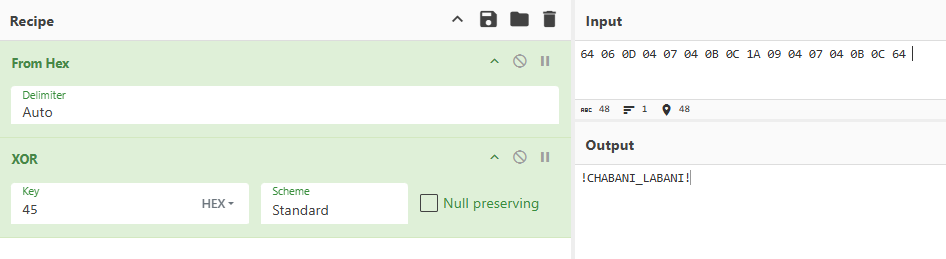 Recipe
From Hex
Delimiter
Auto
XOR
Key
45
HEX
Scheme
Standard
Null preserving
Input
64 06 0D 04 07 04 0B 0C 1A 09 04 07 04 0B 0C 64
ABC 48 1 48
Output
!CHABANI_LABANI!